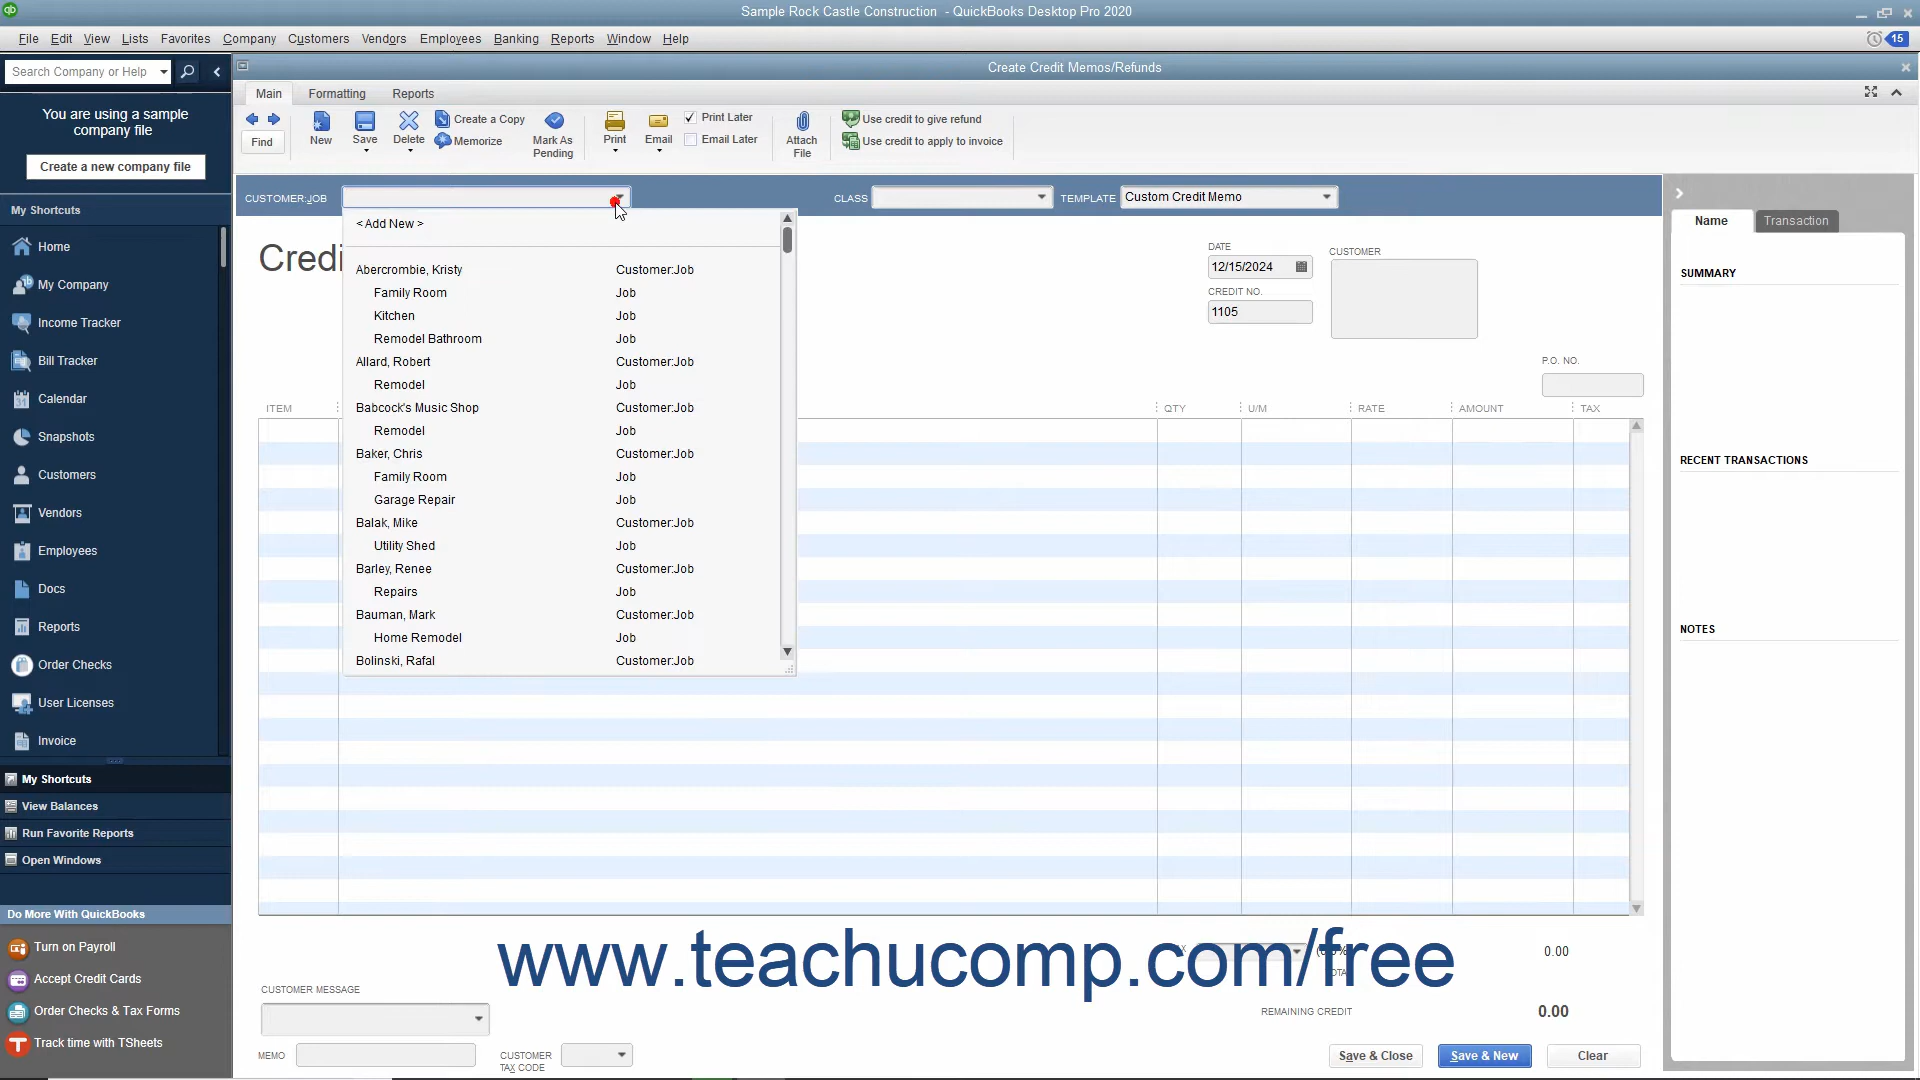 Sample Rock Castle Construction - QuickBooks Desktop Pro 2020
File Edit View Lists Favorites Company Customers Vendors Employees Banking Reports Window Help
15
Search Company or Help
Create Credit Memos/Refunds
Main Formatting Reports
You are using a sample
company file
Create a new company file
Find
New
Save
Delete
Create a Copy
Memorize
Mark As
Pending
Print
Email
Print Later
Email Later
Attach
File
Use credit to give refund
Use credit to apply to invoice
CUSTOMER:JOB
CLASS
TEMPLATE Custom Credit Memo
My Shortcuts
Home
My Company
Income Tracker
Bill Tracker
Calendar
Snapshots
Customers
Vendors
Employees
Docs
Reports
Order Checks
User Licenses
Invoice
My Shortcuts
View Balances
Run Favorite Reports
Open Windows
Do More With QuickBooks
Turn on Payroll
Accept Credit Cards
Order Checks & Tax Forms
Track time with TSheets
< Add New >
Abercrombie, Kristy Customer:Job
Family Room Job
Kitchen Job
Remodel Bathroom Job
Allard, Robert Customer:Job
Remodel Job
Babcock's Music Shop Customer:Job
Remodel Job
Baker, Chris Customer:Job
Family Room Job
Garage Repair Job
Balak, Mike Customer:Job
Utility Shed Job
Barley, Renee Customer:Job
Repairs Job
Bauman, Mark Customer:Job
Home Remodel Job
Bolinski, Rafal Customer:Job
Credi
DATE
12/15/2024
CREDIT NO.
1105
CUSTOMER
P.O. NO.
ITEM QTY U/M RATE AMOUNT TAX
Name Transaction
SUMMARY
RECENT TRANSACTIONS
NOTES
www.teachucomp.com/free
0.00
REMAINING CREDIT 0.00
CUSTOMER MESSAGE
MEMO
CUSTOMER
TAX CODE
Save & Close Save & New Clear